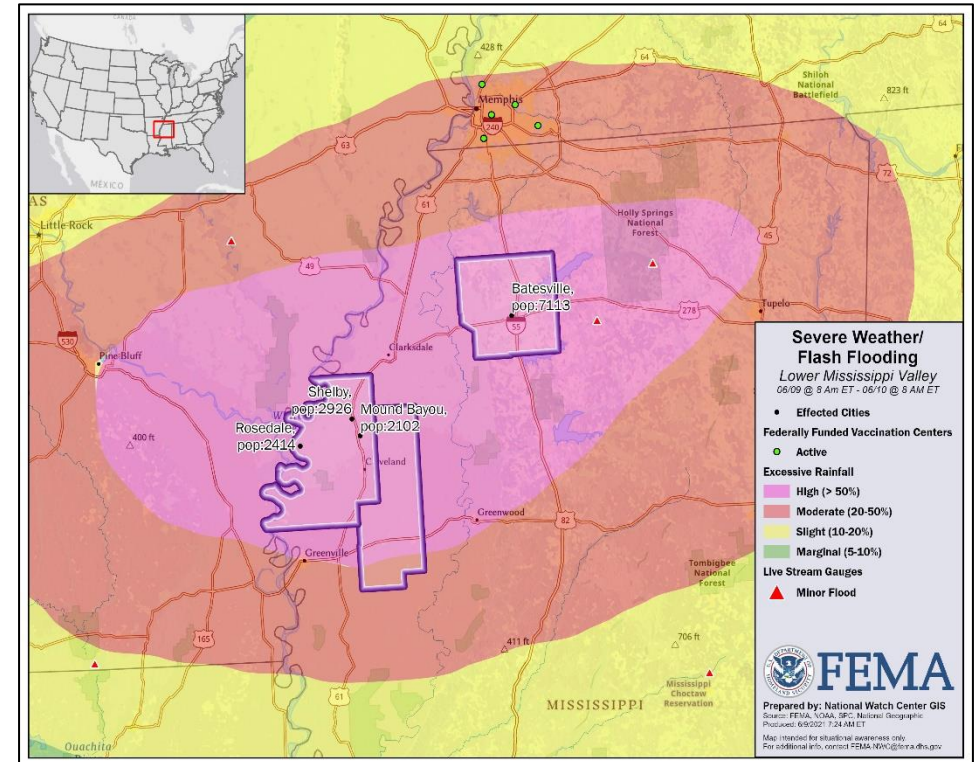 CANADA
MEXICO
64
428 ft
64
Shiloh
National
Battlefield
823 ft
Memphis
240
63
72
61
AS
Little Rock
Holly Springs
National
Forest
45
49
Batesville,
pop:7113
278
Tupelo
55
530
Pine Bluff
Clarksdale
Shelby,
pop:2926
Mound Bayou,
pop:2102
Rosedale,
pop:2414
400 ft
Cleveland
Greenwood
82
Greenville
Tombigbee
National
Forest
165
411 ft
706 ft
61
Mississippi
Choctaw
Reservation
MISSISSIPPI
Ouachita
Severe Weather/
Flash Flooding
Lower Mississippi Valley
06/09 @ 8 Am ET - 06/10 @ 8 AM ET
Effected Cities
Federally Funded Vaccination Centers
Active
Excessive Rainfall
High (> 50%)
Moderate (20-50%)
Slight (10-20%)
Marginal (5-10%)
Live Stream Gauges
Minor Flood
FEMA
Prepared by: National Watch Center GIS
Source: FEMA, NOAA, SPC, National Geographic
Produced: 6/9/2021 7:24 AM ET
Map intended for situational awareness only.
For additional info, contact FEMA-NWC@fema.dhs.gov